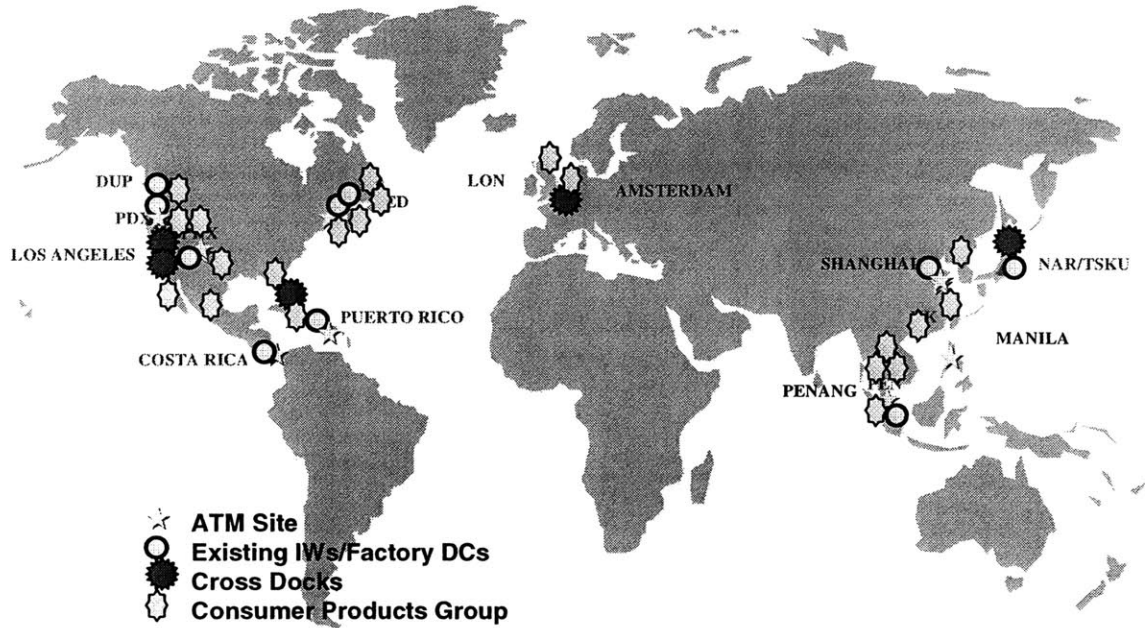 DUP
LON
AMSTERDAM
PDX
LOS ANGELES
SHANGHAI
NAR/TSKU
PUERTO RICO
MANILA
COSTA RICA
PENANG
ATM Site
Existing IWs/Factory DCs
Cross Docks
Consumer Products Group